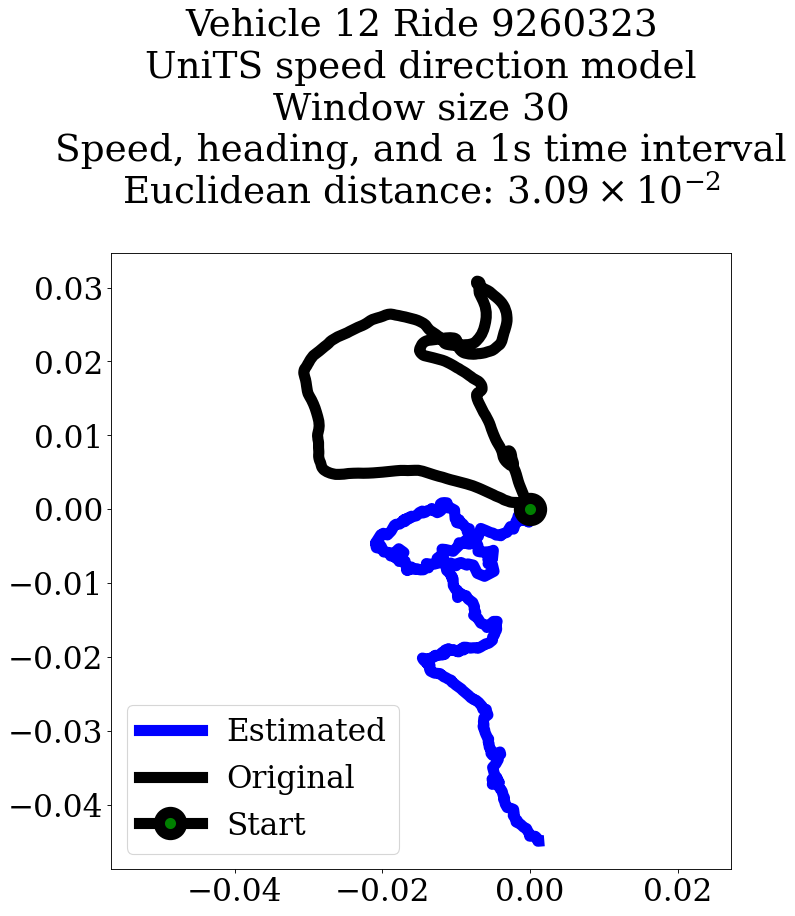 Vehicle 12 Ride 9260323
UniTS speed direction model
Window size 30
Speed, heading, and a 1s time interval
Euclidean distance: 3.09 × 10⁻²
0.03
0.02
0.01
0.00
−0.01
−0.02
−0.03
−0.04
Estimated
Original
Start
−0.04
−0.02
0.00
0.02